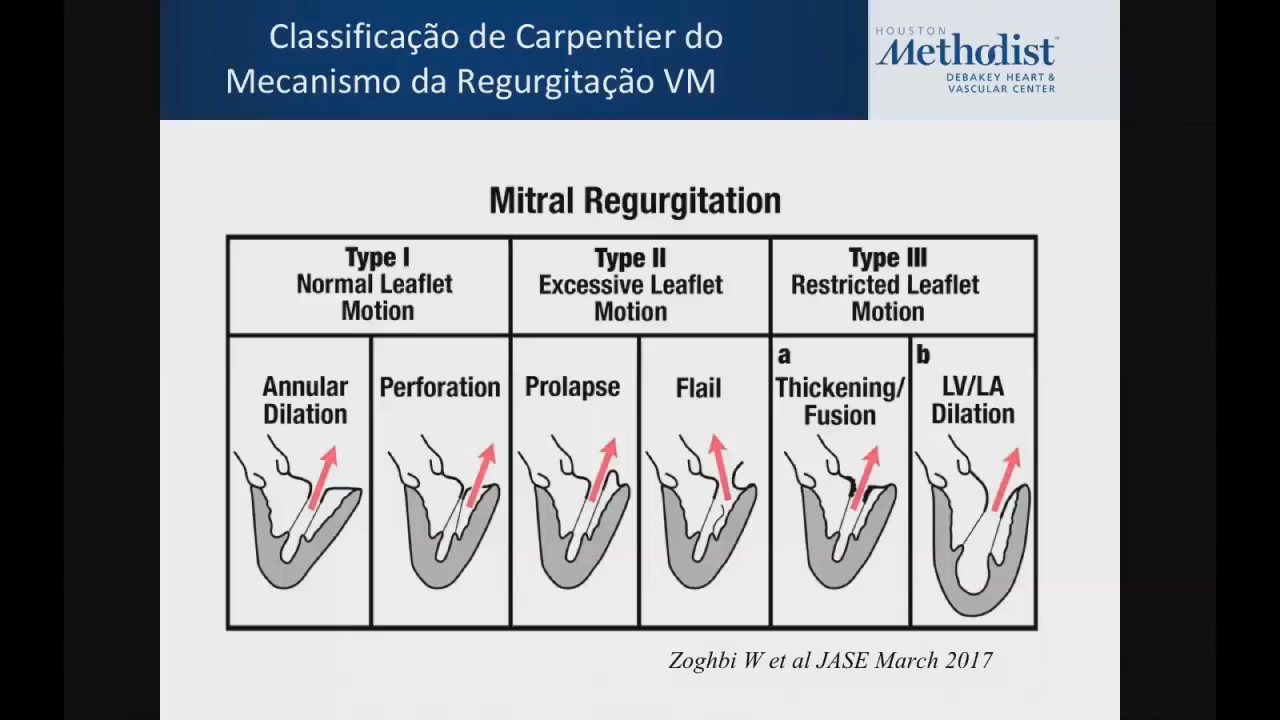 Classificação de Carpentier do
Mecanismo da Regurgitação VM
HOUSTON
Methodist
DEBAKEY HEART &
VASCULAR CENTER
Mitral Regurgitation
Type I
Normal Leaflet
Motion
Type II
Excessive Leaflet
Motion
Type III
Restricted Leaflet
Motion
Annular
Dilation
Perforation
Prolapse
Flail
a
Thickening/
Fusion
b
LV/LA
Dilation
Zoghbi W et al JASE March 2017